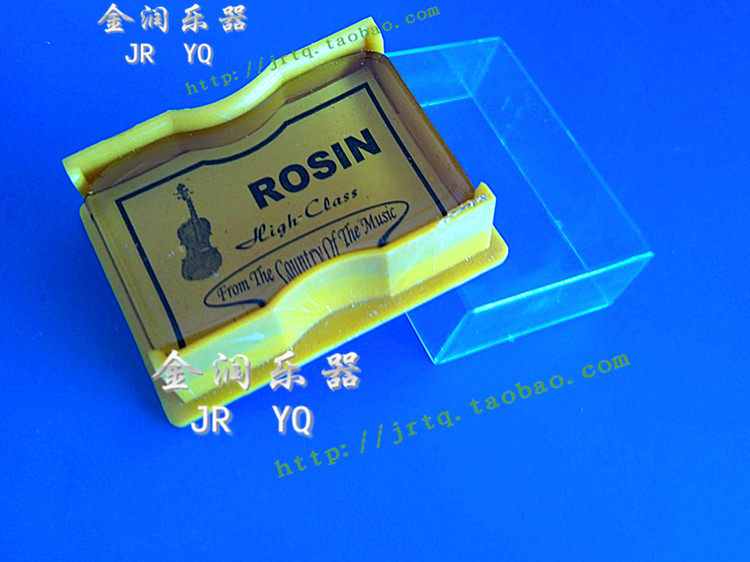 金润乐器
JR YQ
http://jrtq.taobao.com
ROSIN
High-Class
From The Country Of The Music
金润乐器
JR YQ
http://jrtq.taobao.com